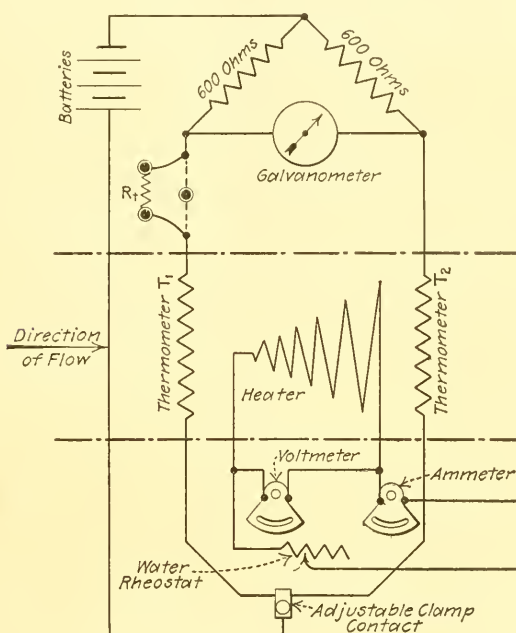 600 Ohms
600 Ohms
Batteries
Galvanometer
Rt
Thermometer T1
Thermometer T2
Direction
of Flow
Heater
Voltmeter
Ammeter
Water
Rheostat
Adjustable Clamp
Contact